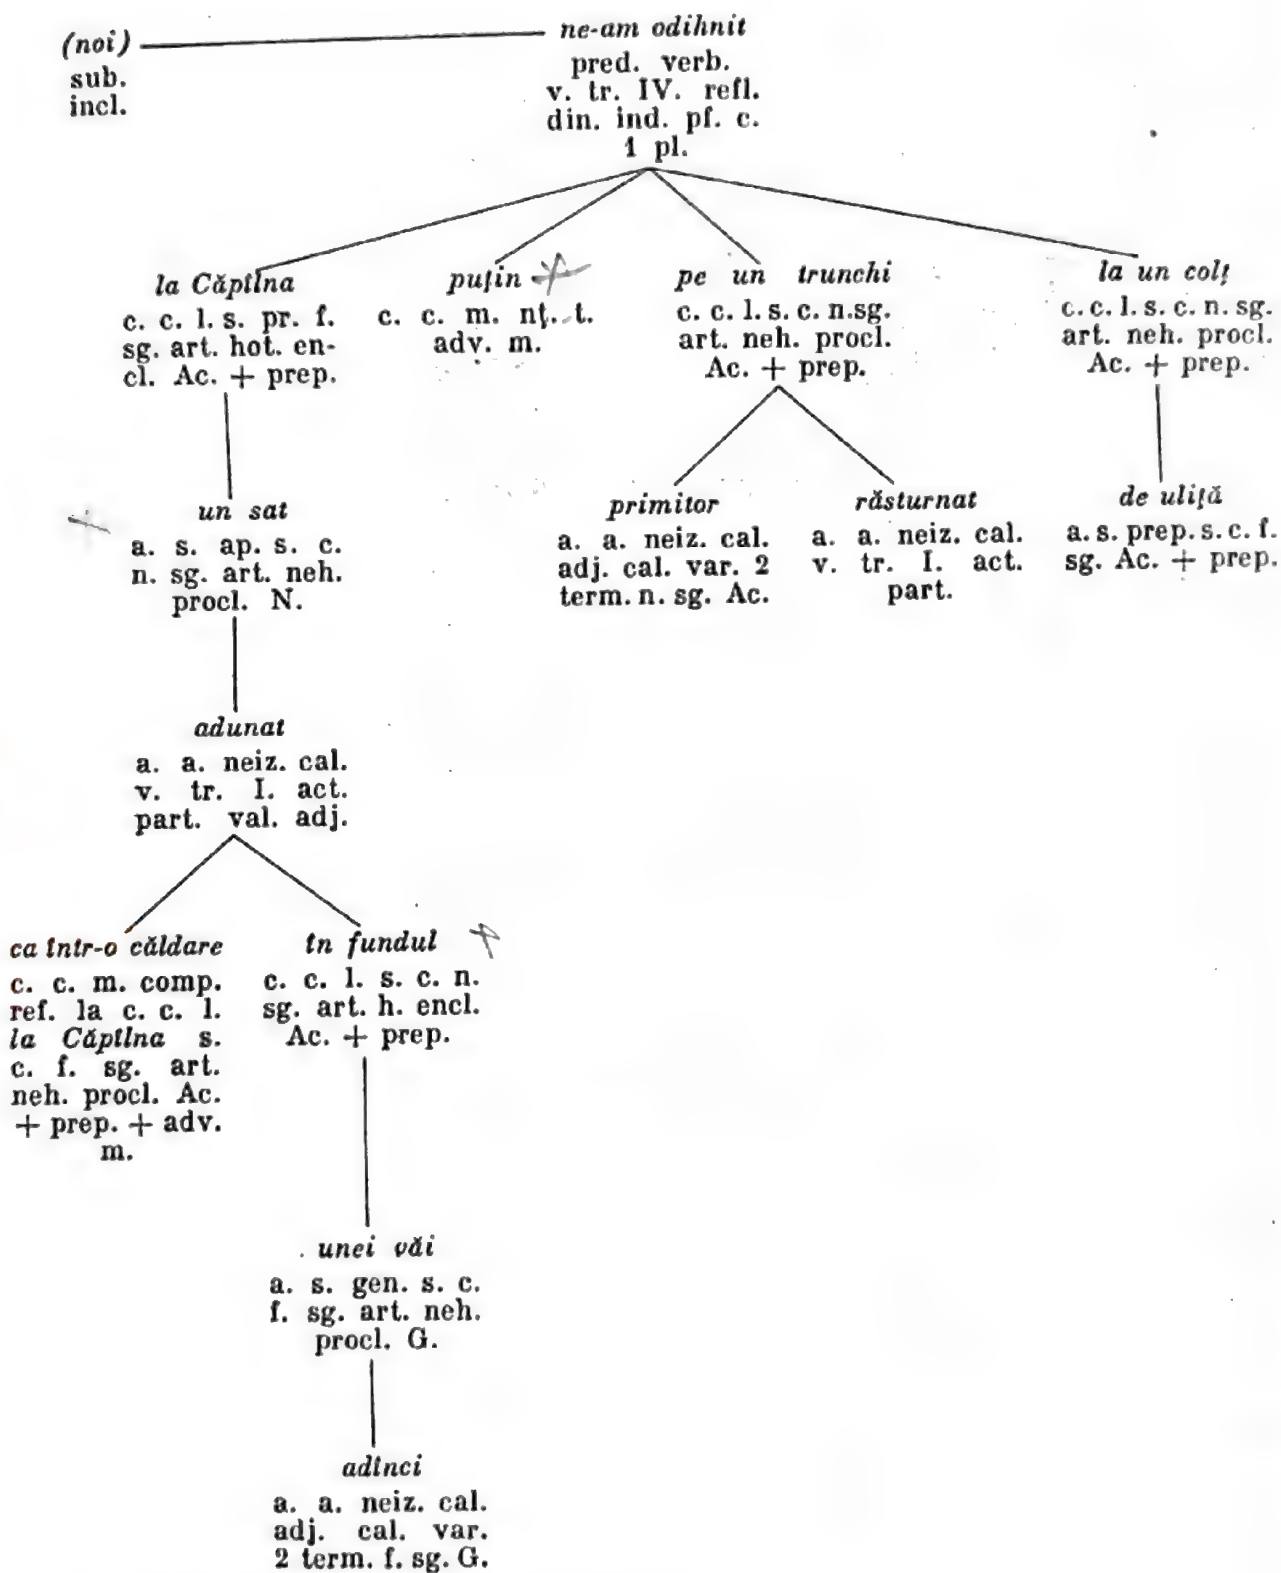 (noi)
sub.
incl.
ne-am odihnit
pred. verb.
v. tr. IV. refl.
din. ind. pf. c.
1 pl.
la Căpîlna
c. c. l. s. pr. f.
sg. art. hot. en-
cl. Ac. + prep.
puţin
c. c. m. nţ. t.
adv. m.
pe un trunchi
c. c. l. s. c. n. sg.
art. neh. procl.
Ac. + prep.
la un colţ
c. c. l. s. c. n. sg.
art. neh. procl.
Ac. + prep.
un sat
a. s. ap. s. c.
n. sg. art. neh.
procl. N.
primitor
a. a. neiz. cal.
adj. cal. var. 2
term. n. sg. Ac.
răsturnat
a. a. neiz. cal.
v. tr. I. act.
part.
de uliţă
a. s. prep. s. c. f.
sg. Ac. + prep.
adunat
a. a. neiz. cal.
v. tr. I. act.
part. val. adj.
ca într-o căldare
c. c. m. comp.
ref. la c. c. l.
la Căpîlna s.
c. f. sg. art.
neh. procl. Ac.
+ prep. + adv.
m.
în fundul
c. c. l. s. c. n.
sg. art. h. encl.
Ac. + prep.
unei văi
a. s. gen. s. c.
f. sg. art. neh.
procl. G.
adînci
a. a. neiz. cal.
adj. cal. var.
2 term. f. sg. G.